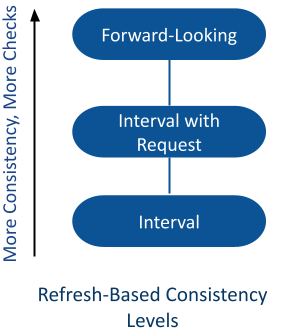 More Consistency, More Checks
Forward-Looking
Interval with
Request
Interval
Refresh-Based Consistency
Levels